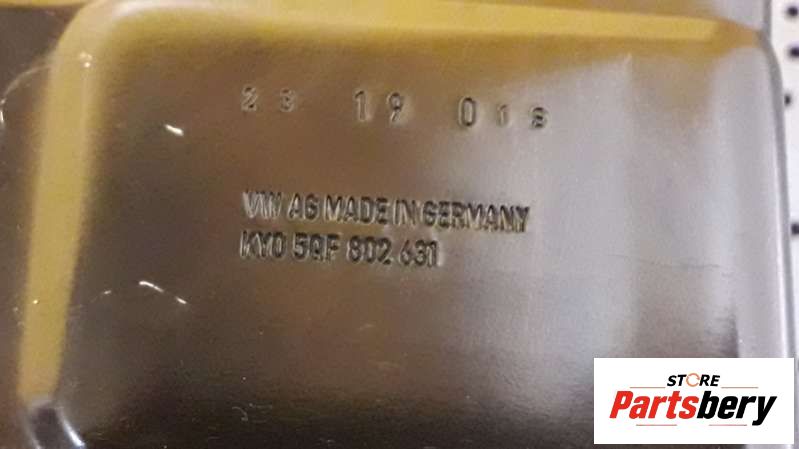 23 19 018
VW AG MADE IN GERMANY
KY0 5QF 802 631
STORE
Partsbery